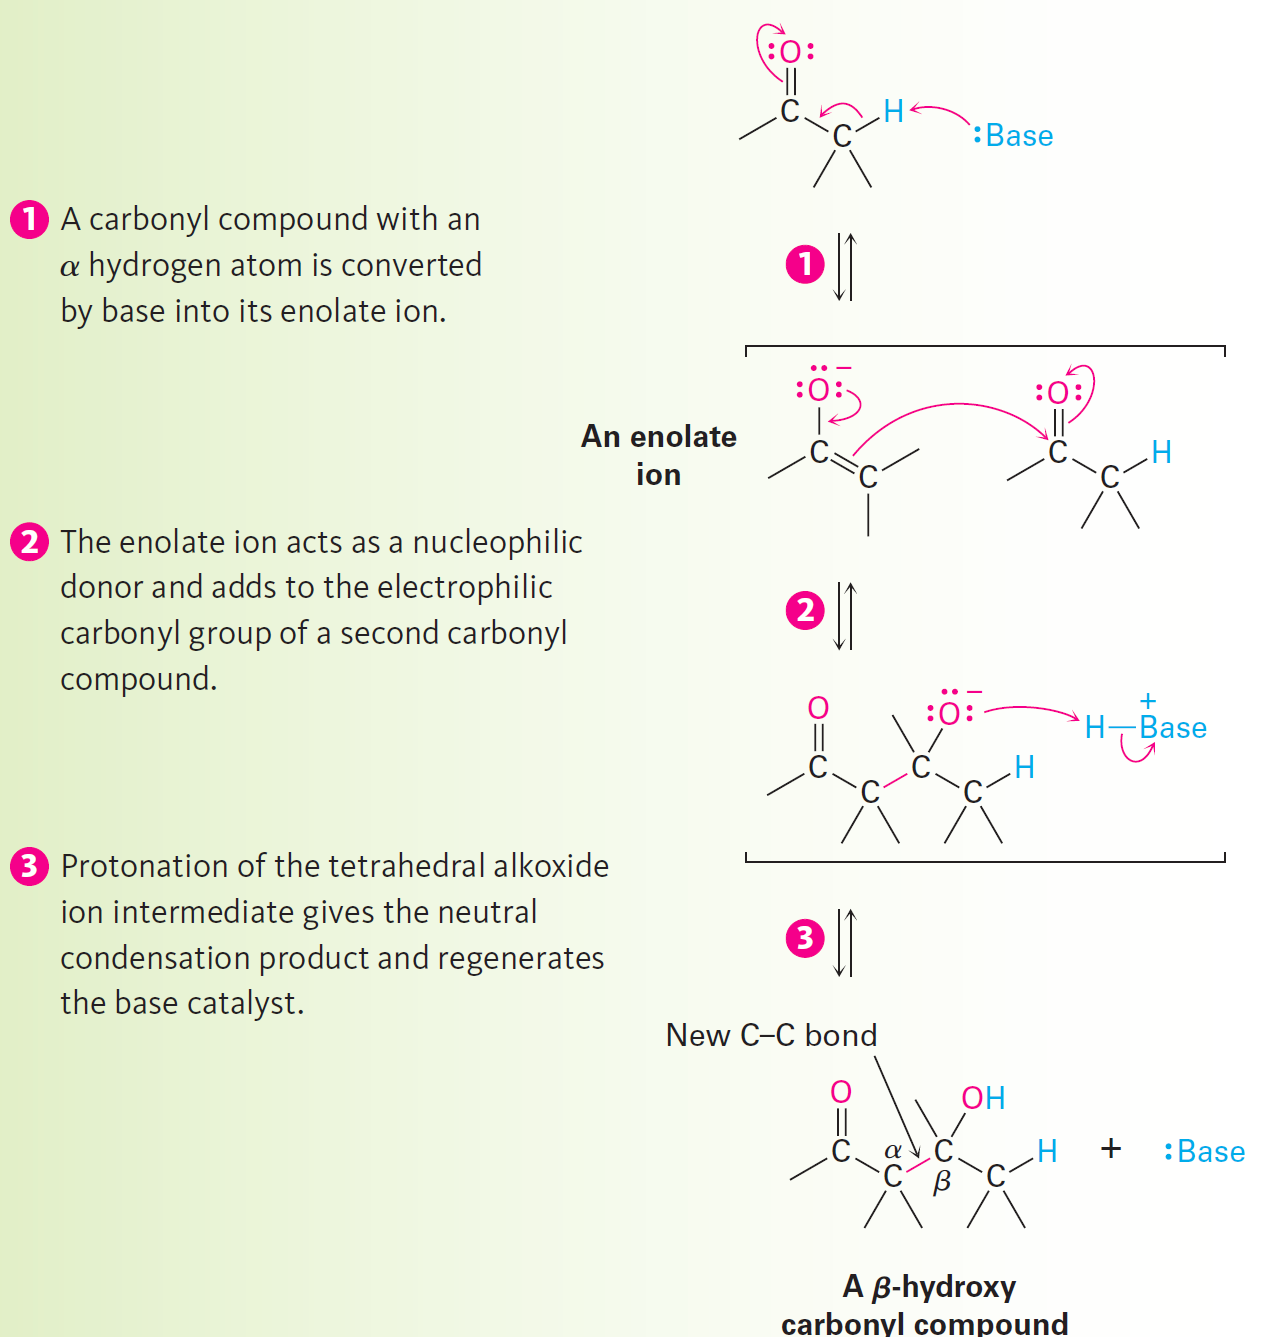 :O:
C
H
C
:Base
1 A carbonyl compound with an
α hydrogen atom is converted
by base into its enolate ion.
1
:Ö: −
:O:
An enolate
ion
C
C
C
H
C
2 The enolate ion acts as a nucleophilic
donor and adds to the electrophilic
carbonyl group of a second carbonyl
compound.
2
O
:Ö: −
+
H—Base
C
C
H
C
C
3 Protonation of the tetrahedral alkoxide
ion intermediate gives the neutral
condensation product and regenerates
the base catalyst.
3
New C–C bond
O
OH
C
α
C
H
+
:Base
C
β
C
A β-hydroxy
carbonyl compound